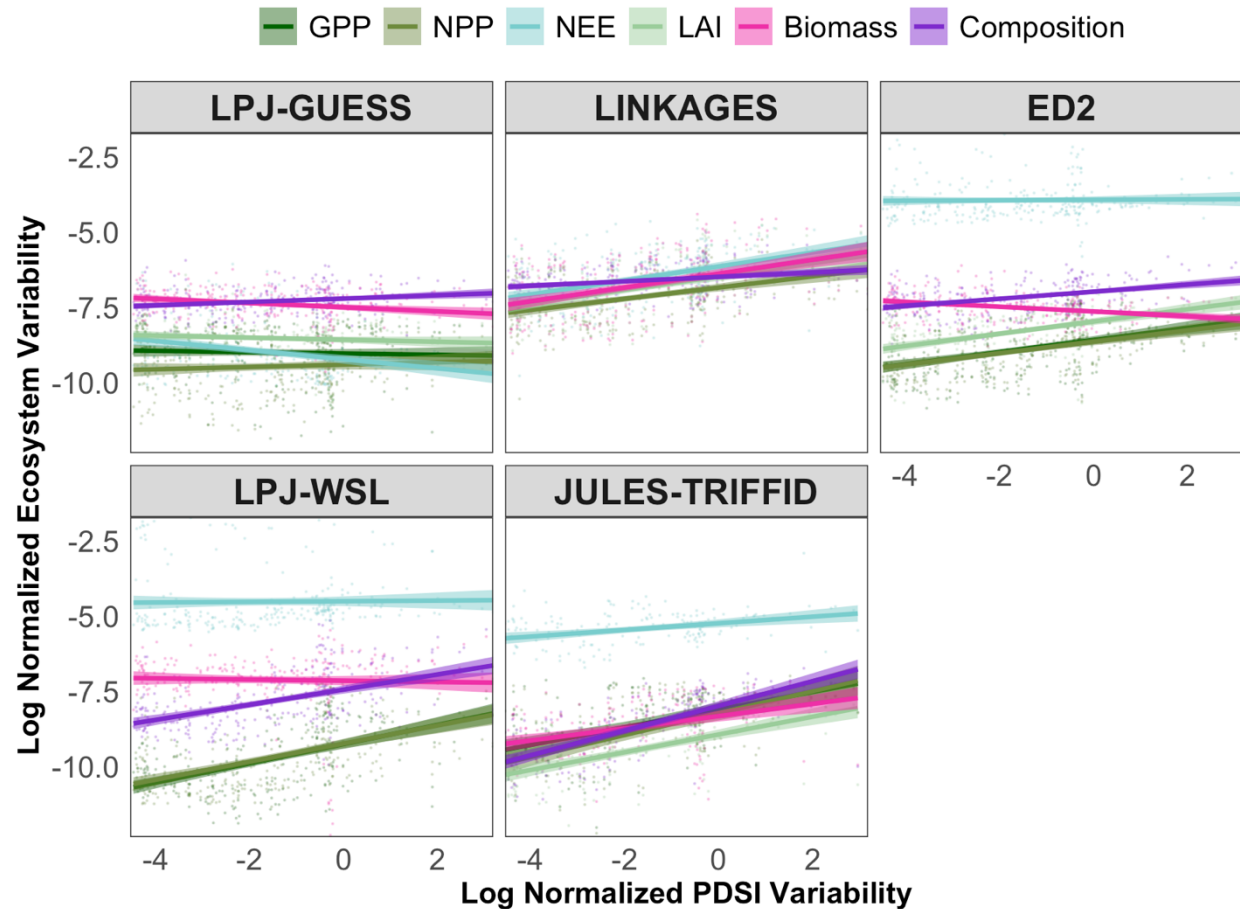 GPP NPP NEE LAI Biomass Composition
LPJ-GUESS LINKAGES ED2
-2.5
-5.0
-7.5
-10.0
-4 -2 0 2
LPJ-WSL JULES-TRIFFID
-2.5
-5.0
-7.5
-10.0
-4 -2 0 2 -4 -2 0 2
Log Normalized PDSI Variability
Log Normalized Ecosystem Variability